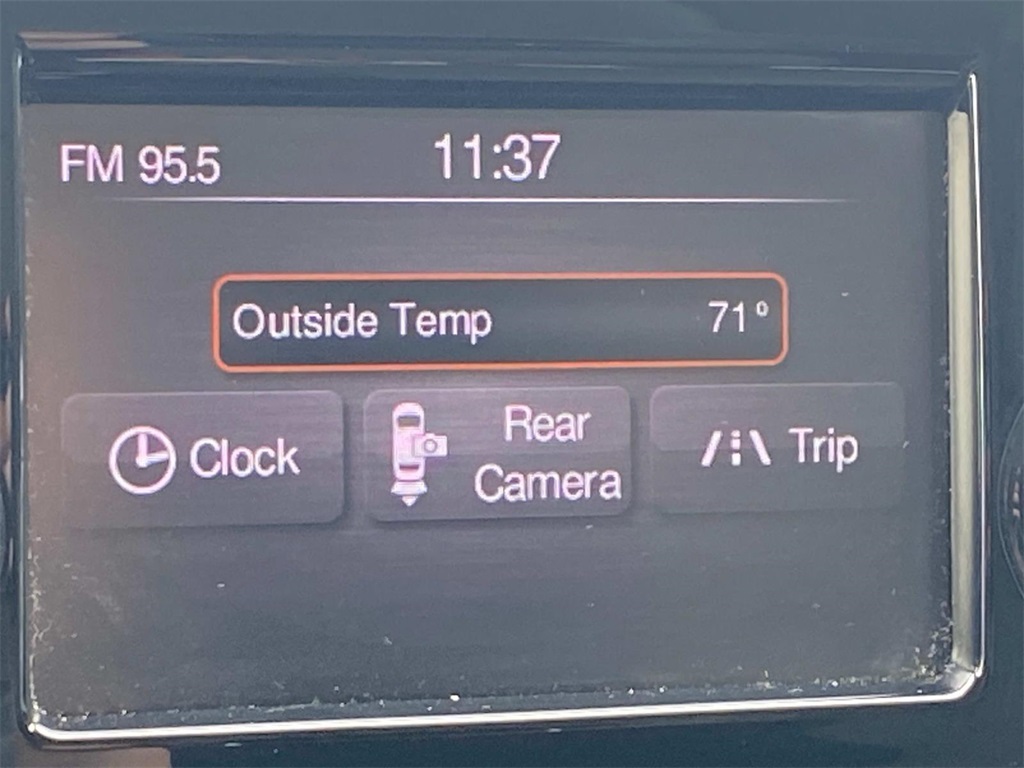 FM 95.5 11:37
Outside Temp 71°
Clock
Rear
Camera
Trip